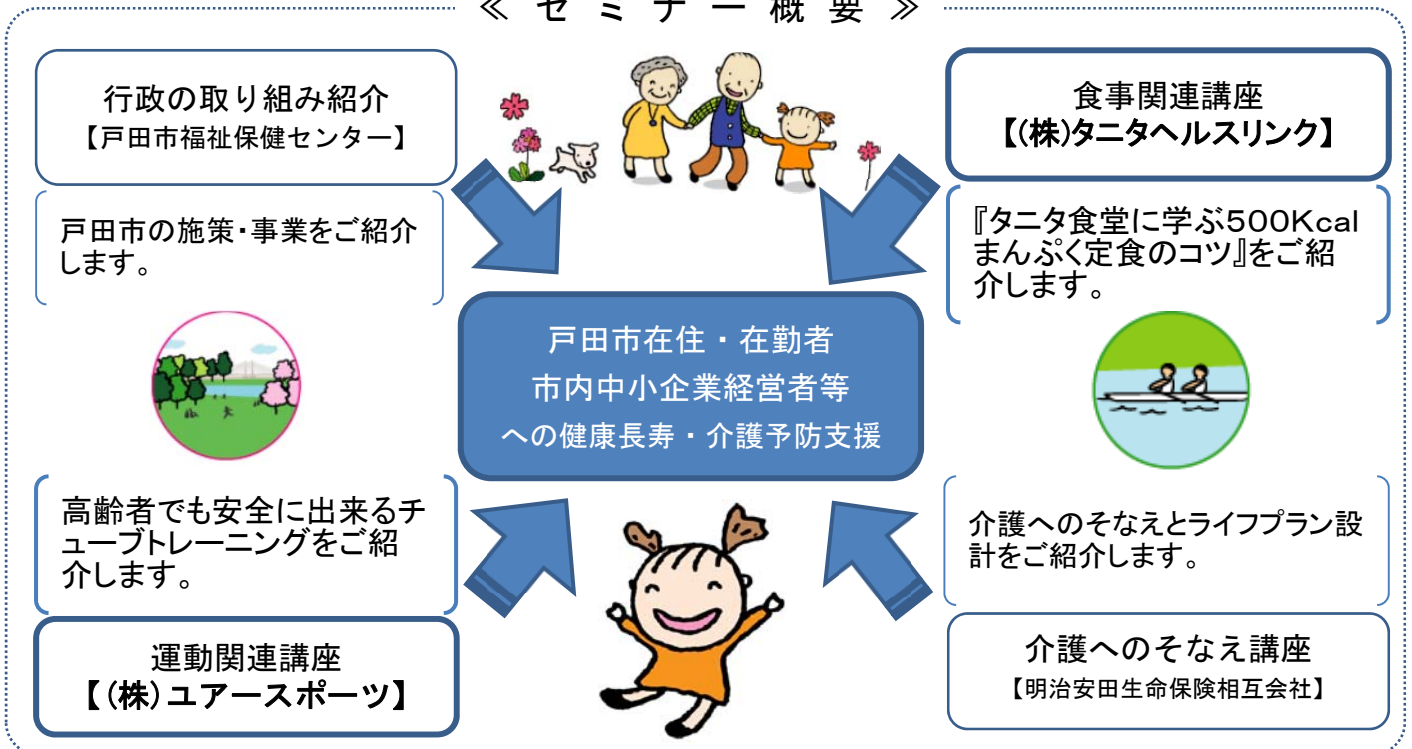 ≪ セミナー概要 ≫
行政の取り組み紹介
【戸田市福祉保健センター】
戸田市の施策・事業をご紹介
します。
食事関連講座
【(株)タニタヘルスリンク】
『タニタ食堂に学ぶ500Kcal
まんぷく定食のコツ』をご紹
介します。
戸田市在住・在勤者
市内中小企業経営者等
への健康長寿・介護予防支援
高齢者でも安全に出来るチ
ューブトレーニングをご紹
介します。
運動関連講座
【(株)ユアースポーツ】
介護へのそなえとライフプラン設
計をご紹介します。
介護へのそなえ講座
【明治安田生命保険相互会社】